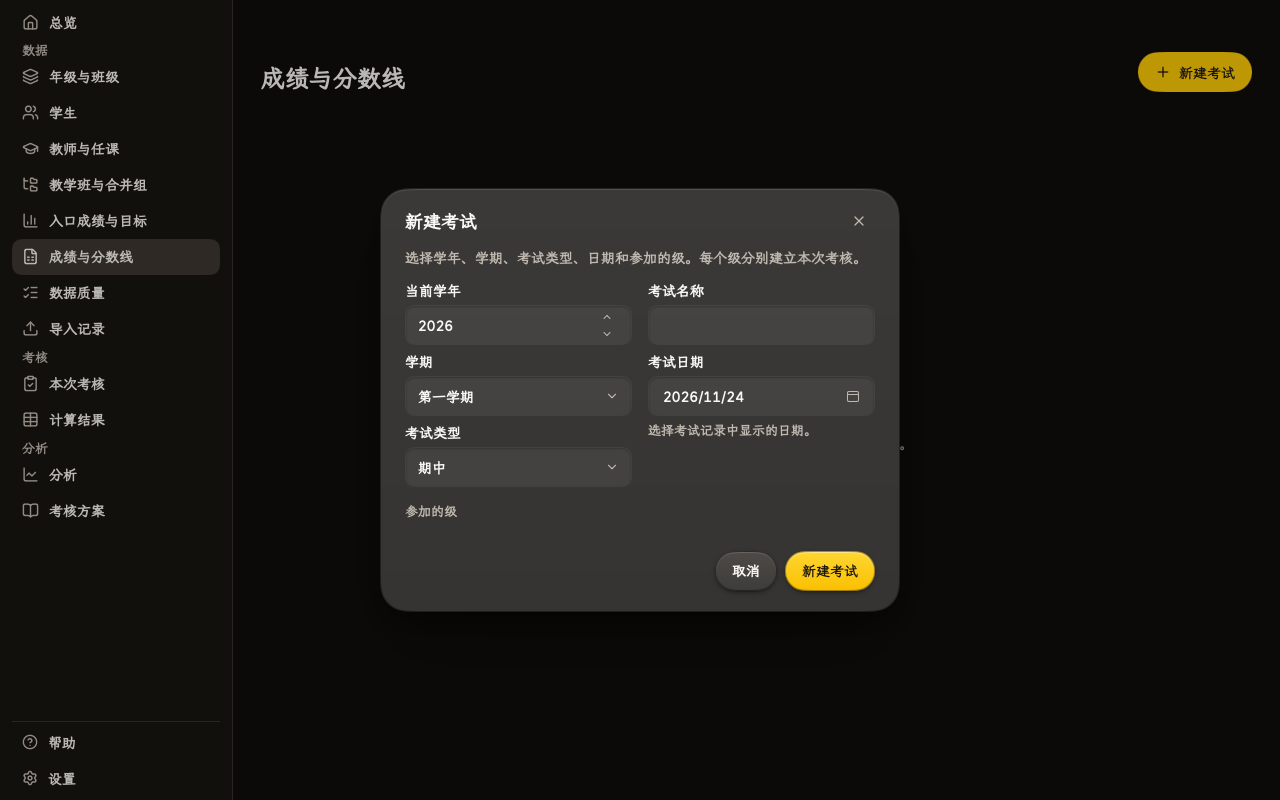 总览
数据
年级与班级
学生
教师与任课
教学班与合并组
入口成绩与目标
成绩与分数线
数据质量
导入记录
考核
本次考核
计算结果
分析
分析
考核方案
帮助
设置
成绩与分数线
新建考试
新建考试
选择学年、学期、考试类型、日期和参加的级。每个级分别建立本次考核。
当前学年
考试名称
2026
学期
考试日期
第一学期
2026/11/24
考试类型
选择考试记录中显示的日期。
期中
。
参加的级
取消
新建考试